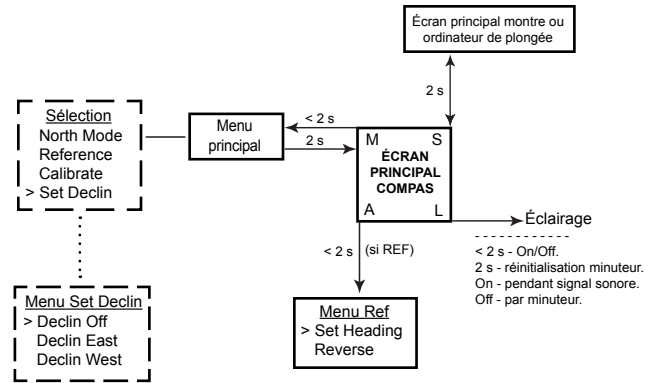 Écran principal montre ou
ordinateur de plongée
2 s
Sélection
North Mode
Reference
Calibrate
> Set Declin
Menu
principal
< 2 s
2 s
M S
ÉCRAN
PRINCIPAL
COMPAS
A L
Éclairage
- - - - - - - - - - - - -
< 2 s - On/Off.
2 s - réinitialisation minuteur.
On - pendant signal sonore.
Off - par minuteur.
< 2 s (si REF)
Menu Set Declin
> Declin Off
Declin East
Declin West
Menu Ref
> Set Heading
Reverse